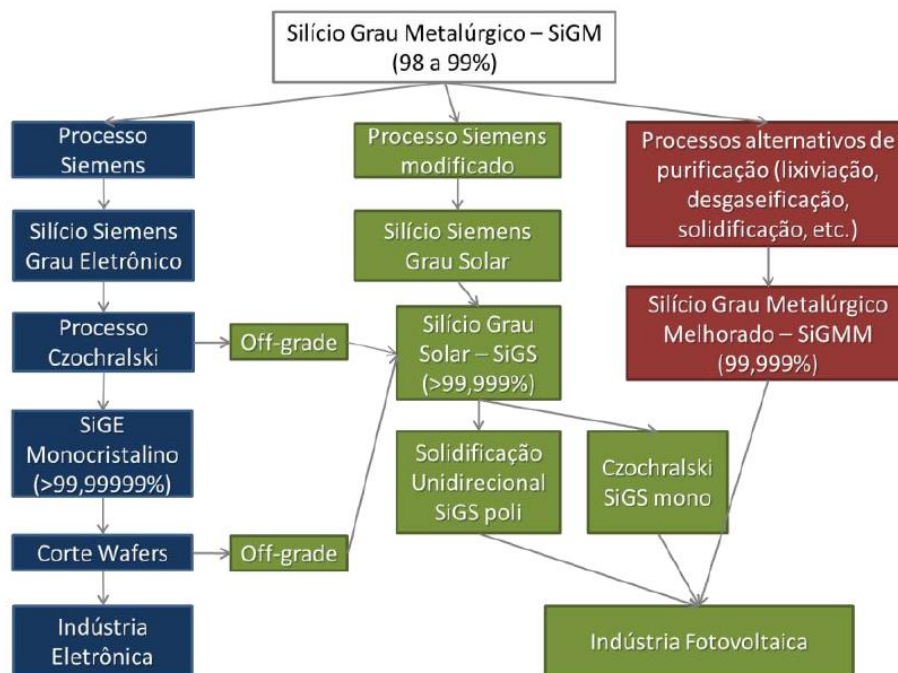 Silício Grau Metalúrgico – SiGM
(98 a 99%)
Processo
Siemens
Silício Siemens
Grau Eletrônico
Processo
Czochralski
Off-grade
SiGE
Monocristalino
(>99,99999%)
Corte Wafers
Off-grade
Indústria
Eletrônica
Processo Siemens
modificado
Silício Siemens
Grau Solar
Silício Grau
Solar – SiGS
(>99,999%)
Solidificação
Unidirecional
SiGS poli
Czochralski
SiGS mono
Processos alternativos de
purificação (lixiviação,
desgaseificação,
solidificação, etc.)
Silício Grau Metalúrgico
Melhorado – SiGMM
(99,999%)
Indústria Fotovoltaica